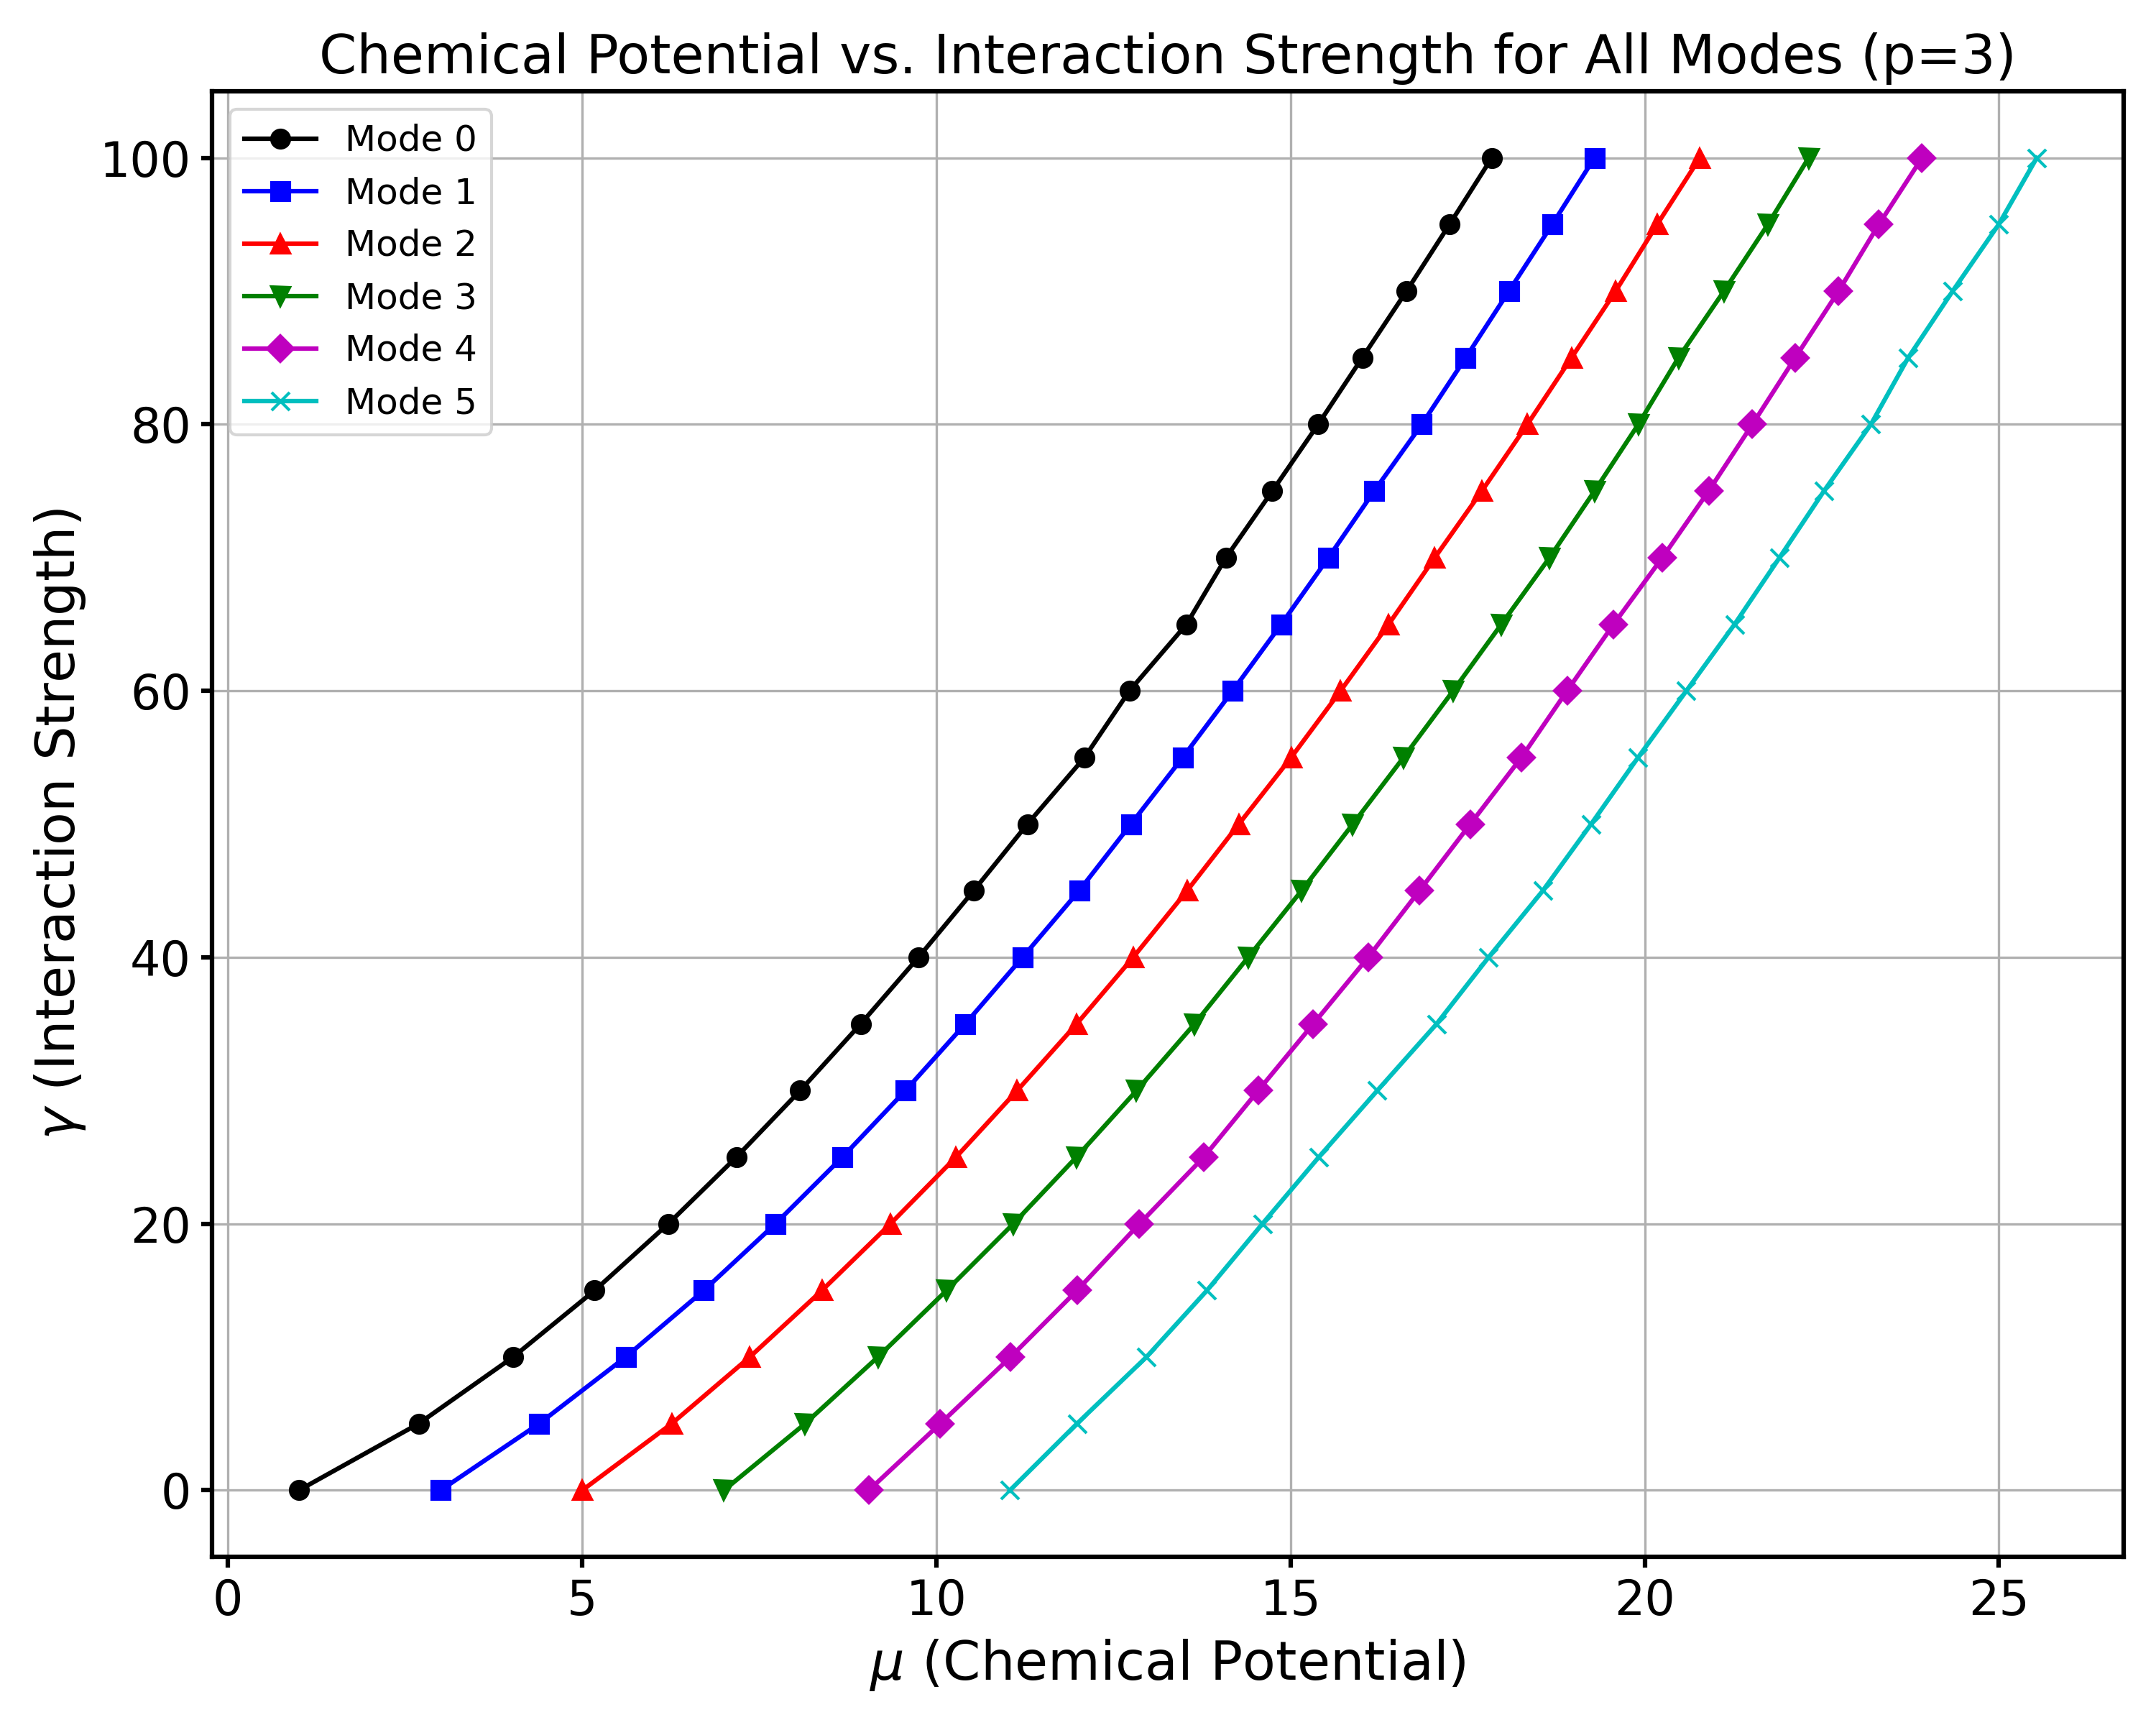 Chemical Potential vs. Interaction Strength for All Modes (p=3)
Mode 0
Mode 1
Mode 2
Mode 3
Mode 4
Mode 5
100
80
60
40
20
0
γ (Interaction Strength)
0 5 10 15 20 25
μ (Chemical Potential)